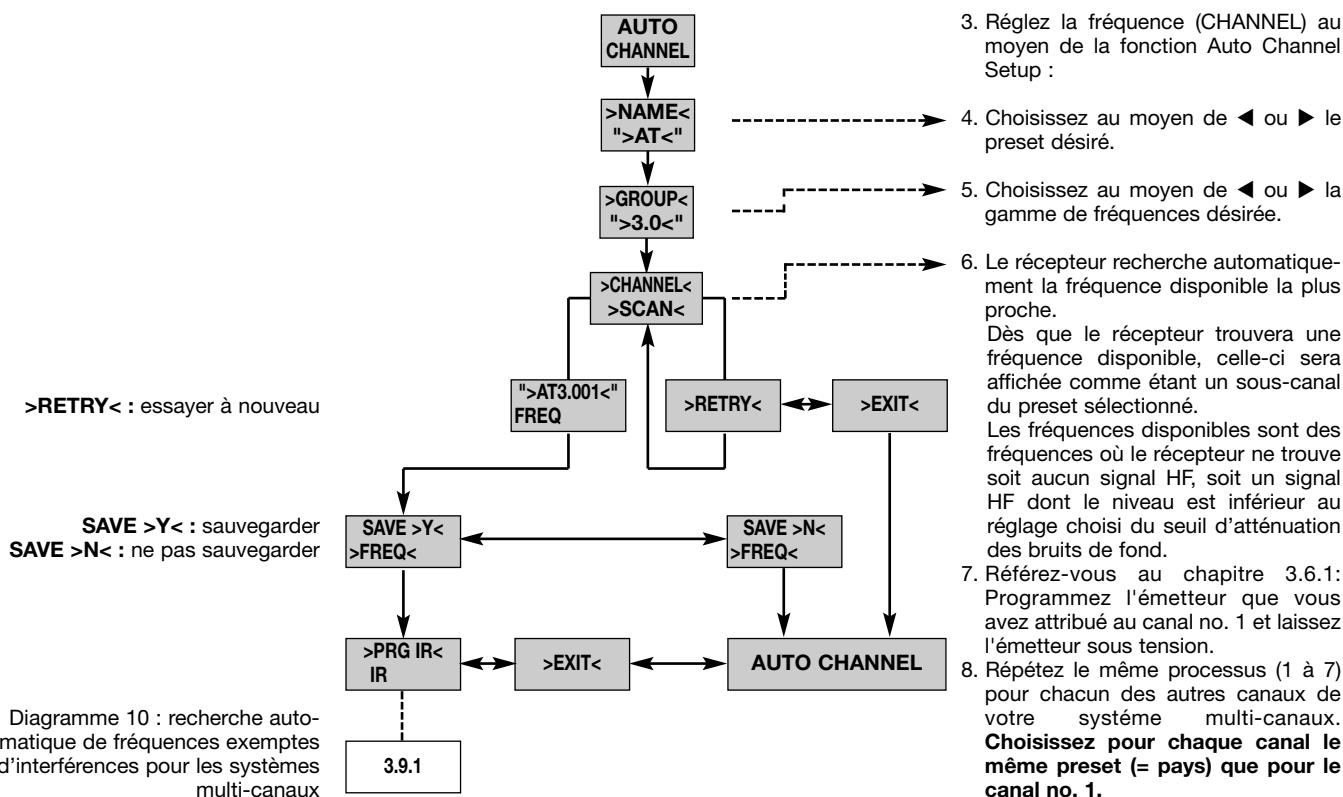 AUTO
CHANNEL
>NAME<
">AT<"
>GROUP<
">3.0<"
>CHANNEL<
>SCAN<
">AT3.001<"
FREQ
>RETRY<
>EXIT<
>RETRY< : essayer à nouveau
SAVE >Y< : sauvegarder
SAVE >N< : ne pas sauvegarder
SAVE >Y<
>FREQ<
SAVE >N<
>FREQ<
>PRG IR<
IR
>EXIT<
AUTO CHANNEL
3.9.1
Diagramme 10 : recherche auto-
matique de fréquences exemptes
d'interférences pour les systèmes
multi-canaux
3. Réglez la fréquence (CHANNEL) au
moyen de la fonction Auto Channel
Setup :
4. Choisissez au moyen de ◀ ou ▶ le
preset désiré.
5. Choisissez au moyen de ◀ ou ▶ la
gamme de fréquences désirée.
6. Le récepteur recherche automatique-
ment la fréquence disponible la plus
proche.
Dès que le récepteur trouvera une
fréquence disponible, celle-ci sera
affichée comme étant un sous-canal
du preset sélectionné.
Les fréquences disponibles sont des
fréquences où le récepteur ne trouve
soit aucun signal HF, soit un signal
HF dont le niveau est inférieur au
réglage choisi du seuil d’atténuation
des bruits de fond.
7. Référez-vous au chapitre 3.6.1:
Programmez l'émetteur que vous
avez attribué au canal no. 1 et laissez
l'émetteur sous tension.
8. Répétez le même processus (1 à 7)
pour chacun des autres canaux de
votre systéme multi-canaux.
Choisissez pour chaque canal le
même preset (= pays) que pour le
canal no. 1.